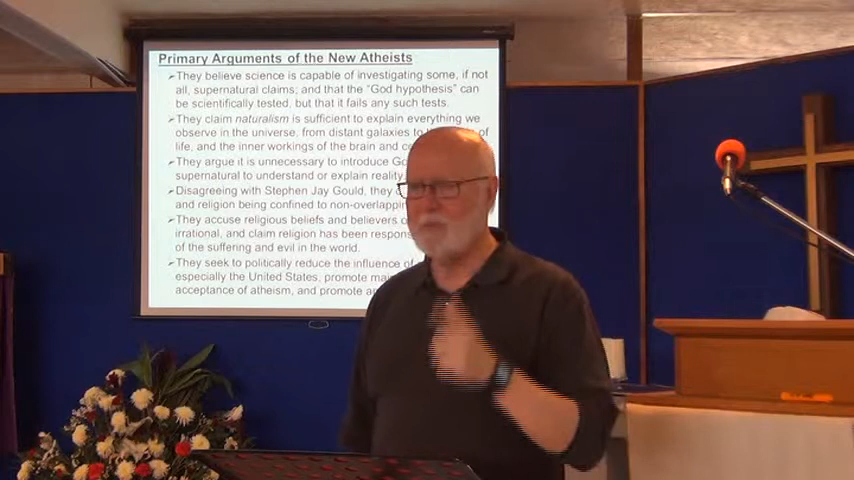 Primary Arguments of the New Atheists
➢They believe science is capable of investigating some, if not
all, supernatural claims; and that the “God hypothesis” can
be scientifically tested, but that it fails any such tests.
➢They claim naturalism is sufficient to explain everything we
observe in the universe, from distant galaxies to of
life, and the inner workings of the brain and
➢They argue it is unnecessary to introduce
supernatural to understand or explain reality
➢Disagreeing with Stephen Jay Gould, they
and religion being confined to
➢They accuse religious beliefs and believers
irrational, and claim religion has been
of the suffering and evil in the world.
➢They seek to politically reduce the influence of
especially the United States, promote
acceptance of atheism, and promote